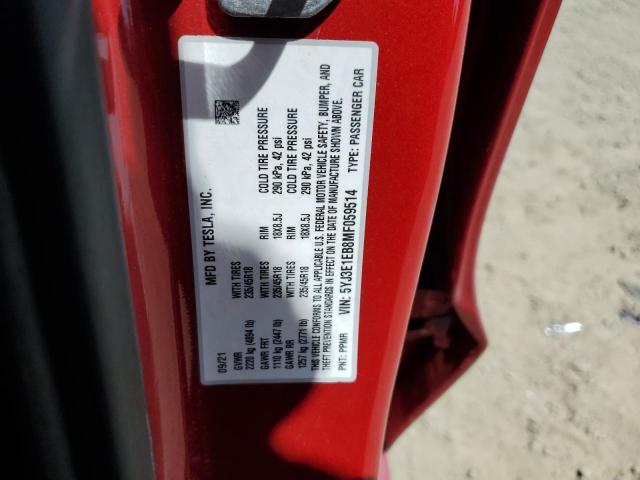 MFD BY TESLA, INC.
09/21
GVWR WITH TIRES RIM COLD TIRE PRESSURE
2220 kg (4894 LB) 235/45R18 18X8.5J 290 kPa, 42 psi
GAWR FRT
1110 kg (2447 LB) 235/45R18
GAWR RR WITH TIRES RIM COLD TIRE PRESSURE
1257 kg (2771 LB) 235/45R18 18X8.5J 290 kPa, 42 psi
THIS VEHICLE CONFORMS TO ALL APPLICABLE U.S. FEDERAL MOTOR VEHICLE SAFETY, BUMPER, AND
THEFT PREVENTION STANDARDS IN EFFECT ON THE DATE OF MANUFACTURE SHOWN ABOVE.
PNT: PPMR VIN: 5YJ3E1EB8MF059514 TYPE: PASSENGER CAR